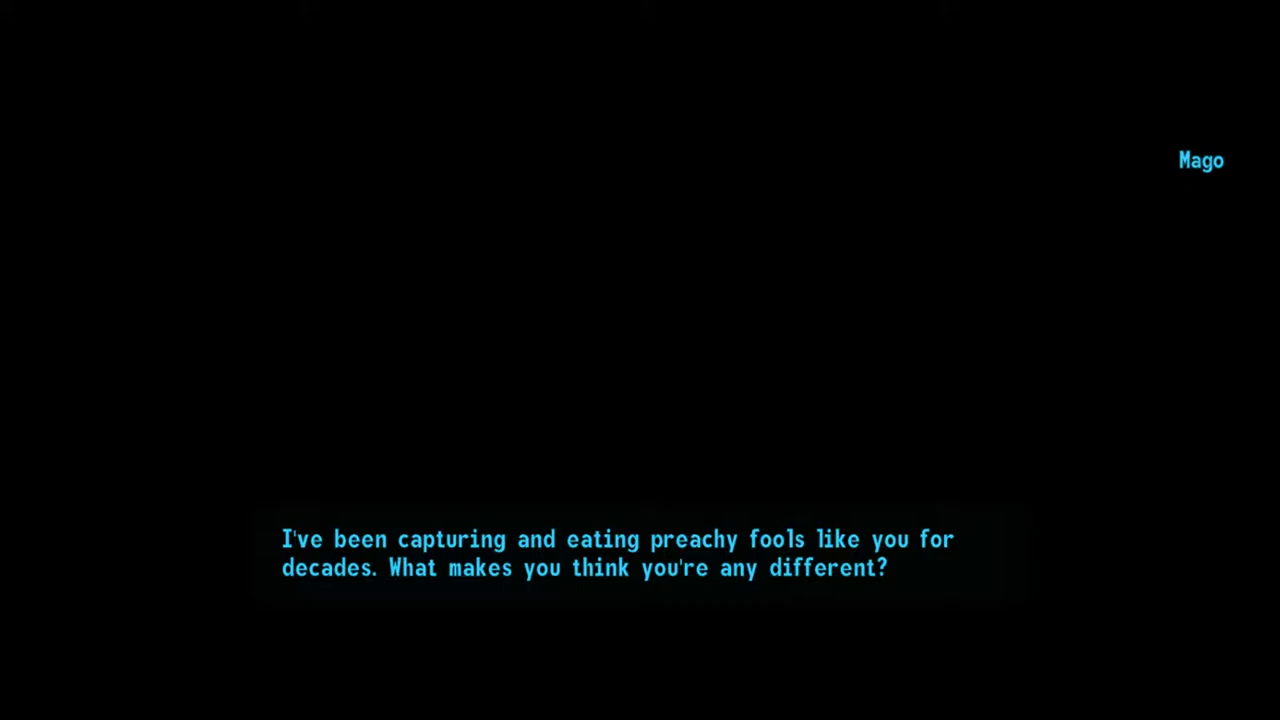 Mago
I've been capturing and eating preachy fools like you for
decades. What makes you think you're any different?